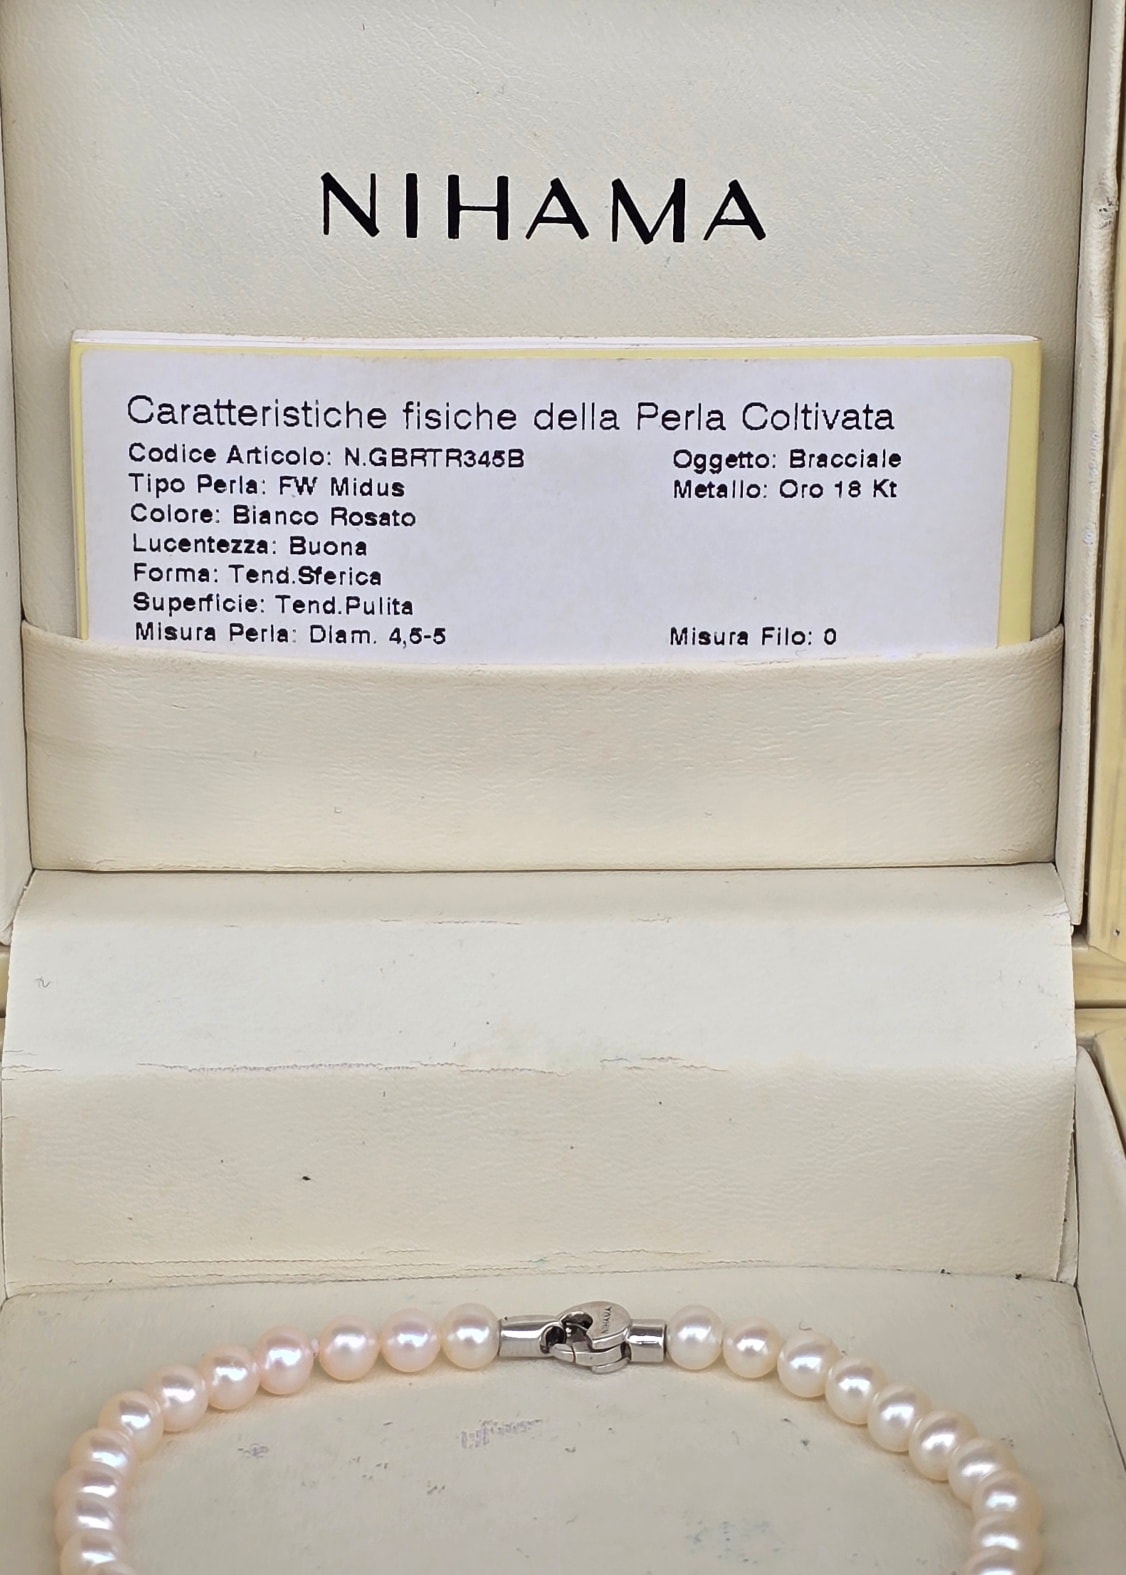 NIHAMA
Caratteristiche fisiche della Perla Coltivata
Codice Articolo: N.GBRTR345B
Oggetto: Bracciale
Tipo Perla: FW Midus
Metallo: Oro 18 Kt
Colore: Bianco Rosato
Lucentezza: Buona
Forma: Tend.Sferica
Superficie: Tend.Pulita
Misura Perla: Diam. 4,5-5
Misura Filo: 0
NIHAMA